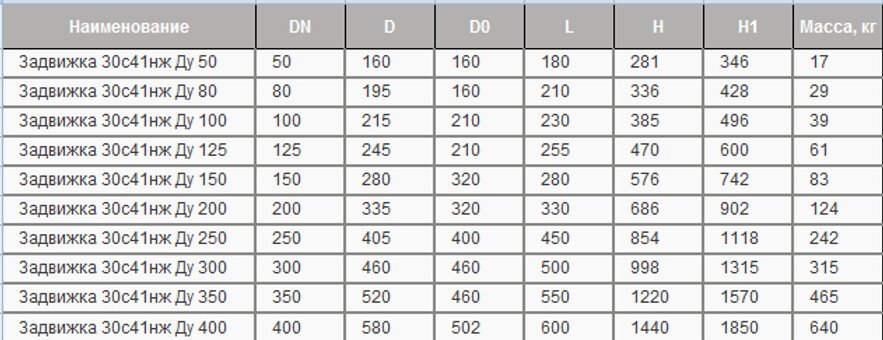 Наименование DN D D0 L H H1 Масса, кг
Задвижка 30с41нж Ду 50 50 160 160 180 281 346 17
Задвижка 30с41нж Ду 80 80 195 160 210 336 428 29
Задвижка 30с41нж Ду 100 100 215 210 230 385 496 39
Задвижка 30с41нж Ду 125 125 245 210 255 470 600 61
Задвижка 30с41нж Ду 150 150 280 320 280 576 742 83
Задвижка 30с41нж Ду 200 200 335 320 330 686 902 124
Задвижка 30с41нж Ду 250 250 405 400 450 854 1118 242
Задвижка 30с41нж Ду 300 300 460 460 500 998 1315 315
Задвижка 30с41нж Ду 350 350 520 460 550 1220 1570 465
Задвижка 30с41нж Ду 400 400 580 502 600 1440 1850 640